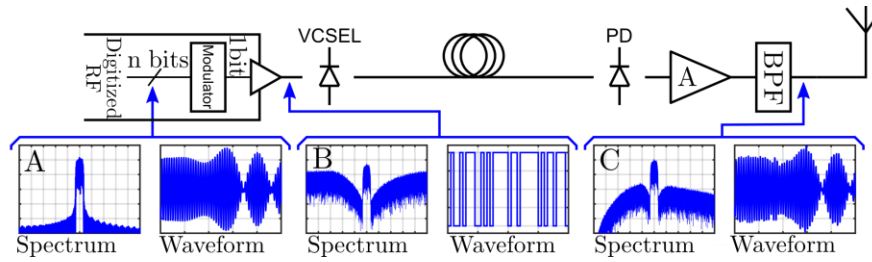 Digitized
RF
n bits
Modulator
1bit
VCSEL
PD
A
BPF
A
Spectrum
Waveform
B
Spectrum
Waveform
C
Spectrum
Waveform